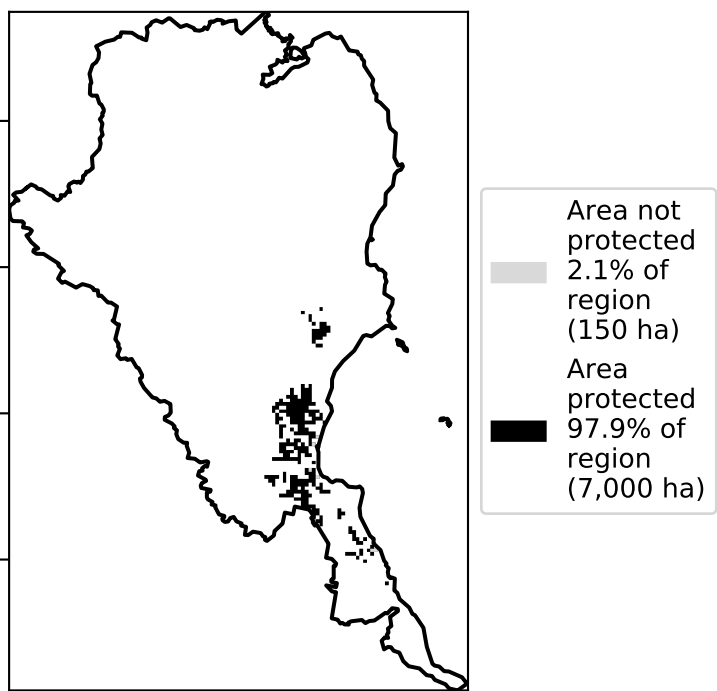 Area not
protected
2.1% of
region
(150 ha)
Area
protected
97.9% of
region
(7,000 ha)